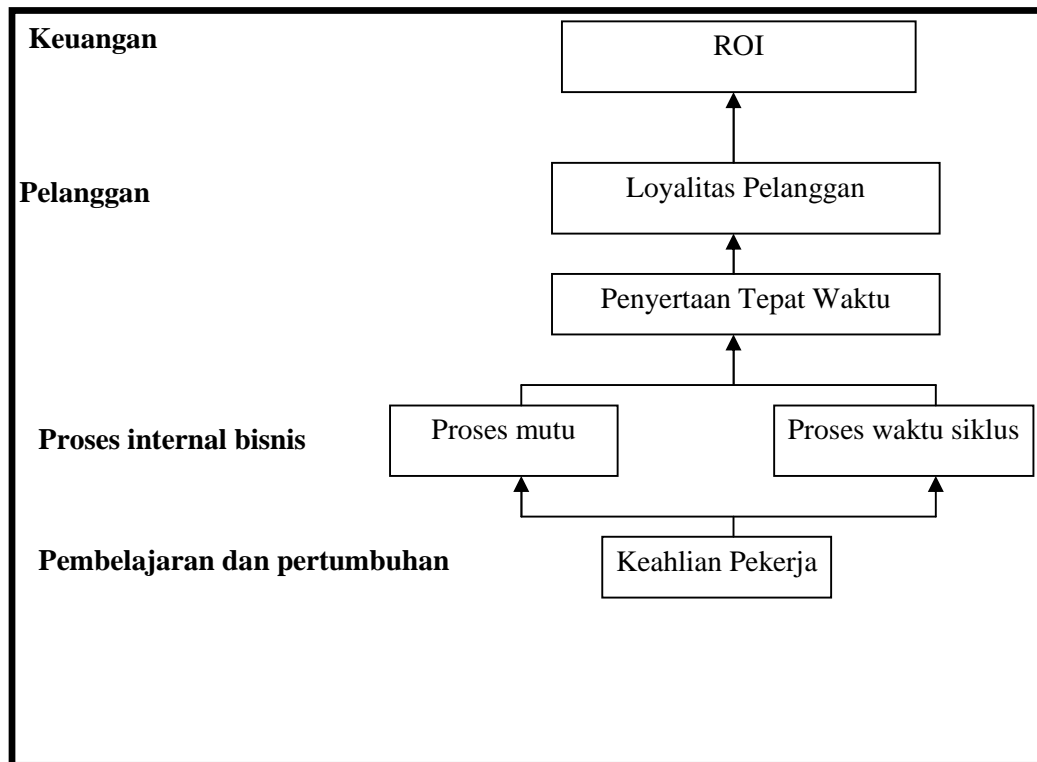 Keuangan
ROI
Pelanggan
Loyalitas Pelanggan
Penyertaan Tepat Waktu
Proses internal bisnis
Proses mutu
Proses waktu siklus
Pembelajaran dan pertumbuhan
Keahlian Pekerja